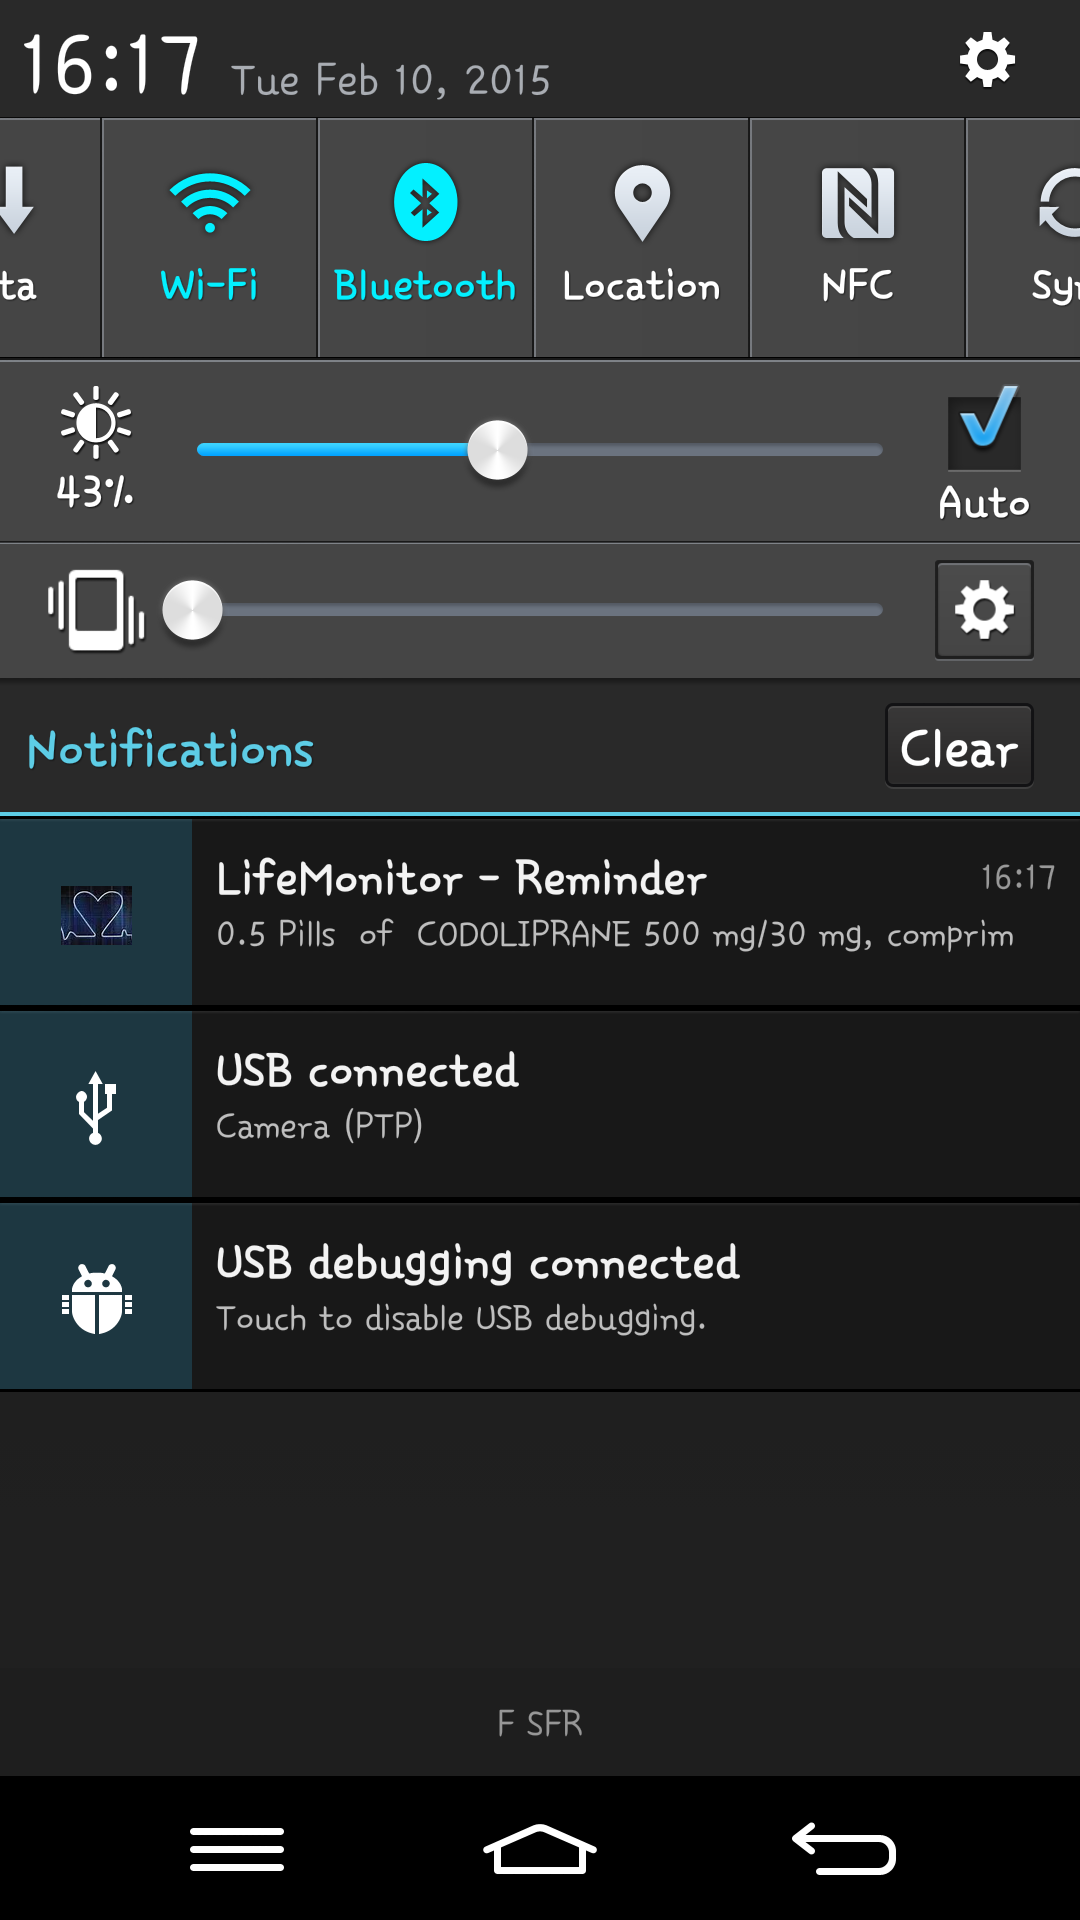 16:17 Tue Feb 10, 2015
ta Wi-Fi Bluetooth Location NFC Syn
43%
Auto
Notifications Clear
LifeMonitor - Reminder 16:17
0.5 Pills of CODOLIPRANE 500 mg/30 mg, comprim
USB connected
Camera (PTP)
USB debugging connected
Touch to disable USB debugging.
F SFR